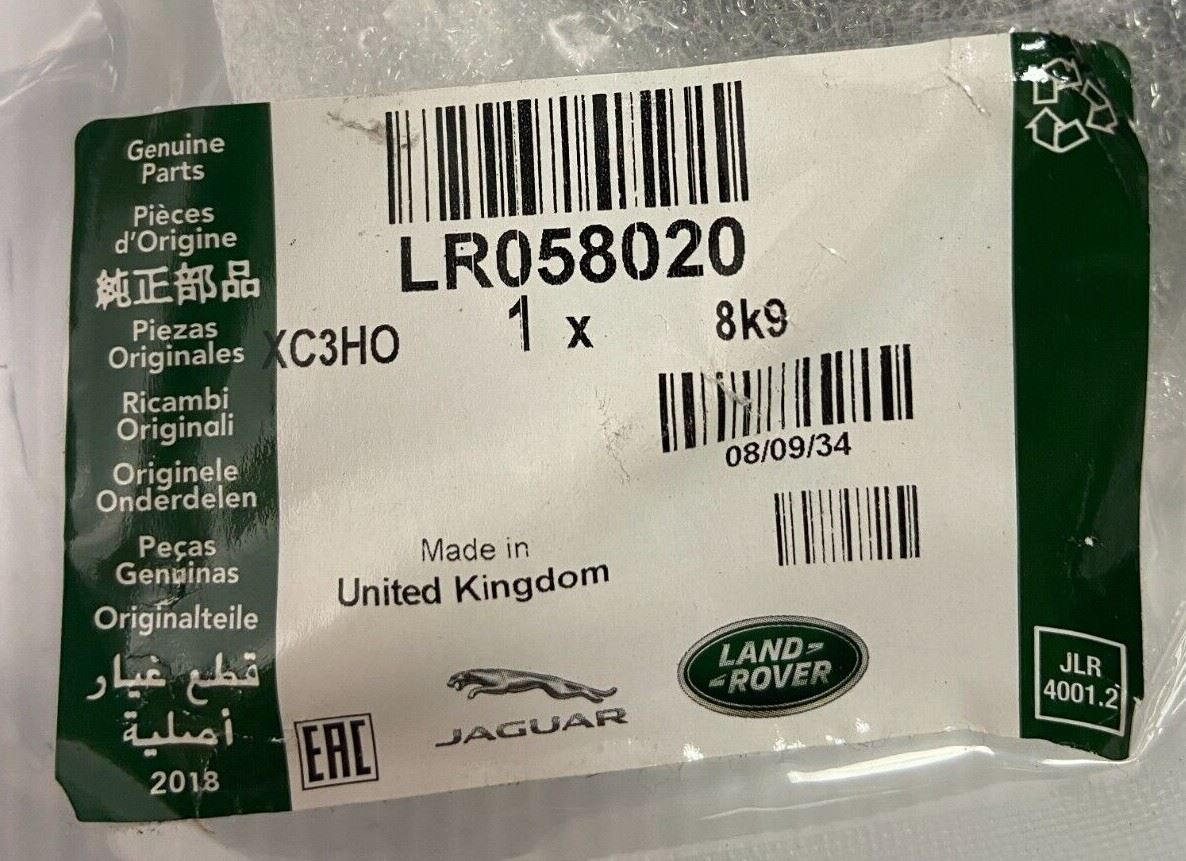 Genuine
Parts
Pièces
d'Origine
純正部品
Piezas
Originales
Ricambi
Originali
Originele
Onderdelen
Peças
Genuinas
Originalteile
قطع غيار
أصلية
2018
LR058020
XC3HO
1 x
8k9
08/09/34
Made in
United Kingdom
EAC
JAGUAR
LAND-
-ROVER
JLR
4001.2